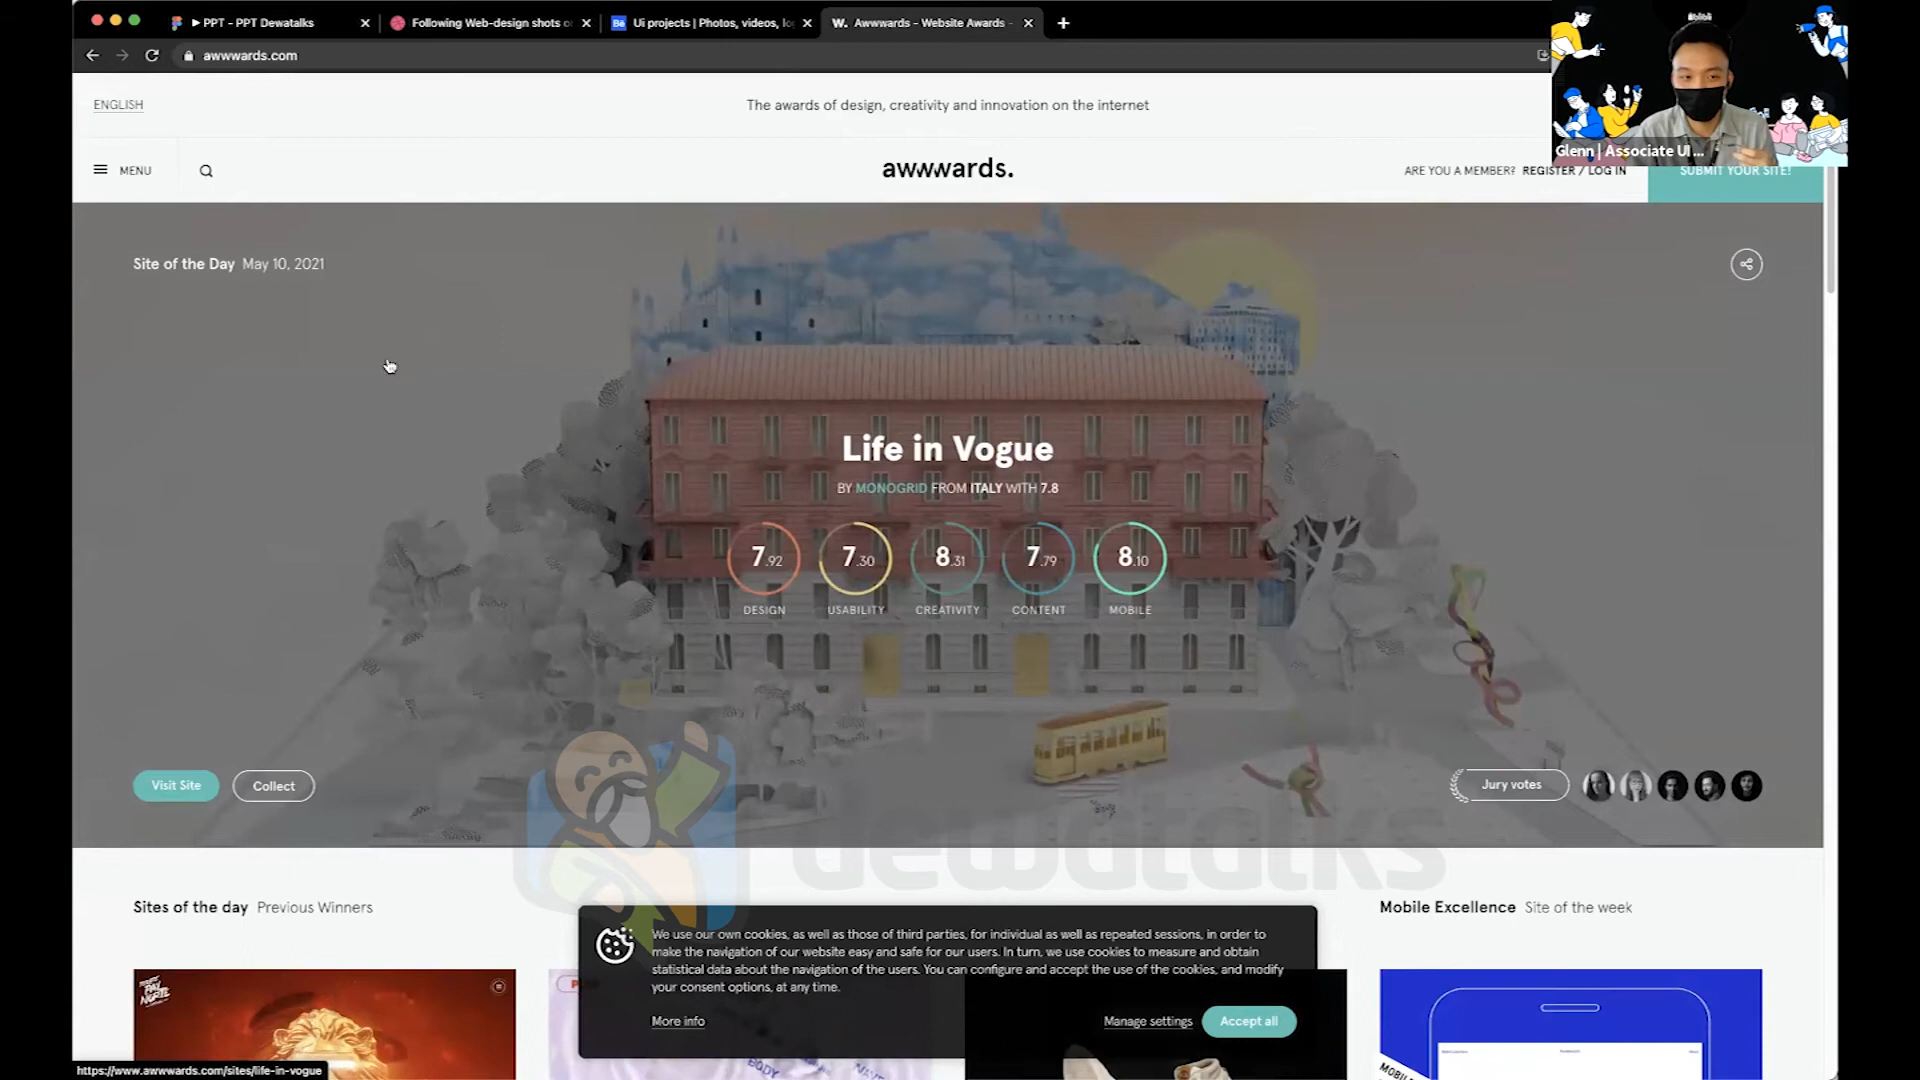 PPT - PPT Dewatalks
Following Web-design shots o
Bē Ui projects | Photos, videos, lo
W. Awwwards - Website Awards -
awwwards.com
blibli
Glenn | Associate UI ...
ENGLISH
The awards of design, creativity and innovation on the internet
MENU
awwwards.
ARE YOU A MEMBER? REGISTER / LOG IN
SUBMIT YOUR SITE!
Site of the Day May 10, 2021
Life in Vogue
BY MONOGRID FROM ITALY WITH 7.8
7.92 7.30 8.31 7.79 8.10
DESIGN USABILITY CREATIVITY CONTENT MOBILE
Visit Site
Collect
Jury votes
dewatalks
Sites of the day Previous Winners
Mobile Excellence Site of the week
We use our own cookies, as well as those of third parties, for individual as well as repeated sessions, in order to
make the navigation of our website easy and safe for our users. In turn, we use cookies to measure and obtain
statistical data about the navigation of the users. You can configure and accept the use of the cookies, and modify
your consent options, at any time.
More info
Manage settings
Accept all
BODY
MOBIL
https://www.awwwards.com/sites/life-in-vogue